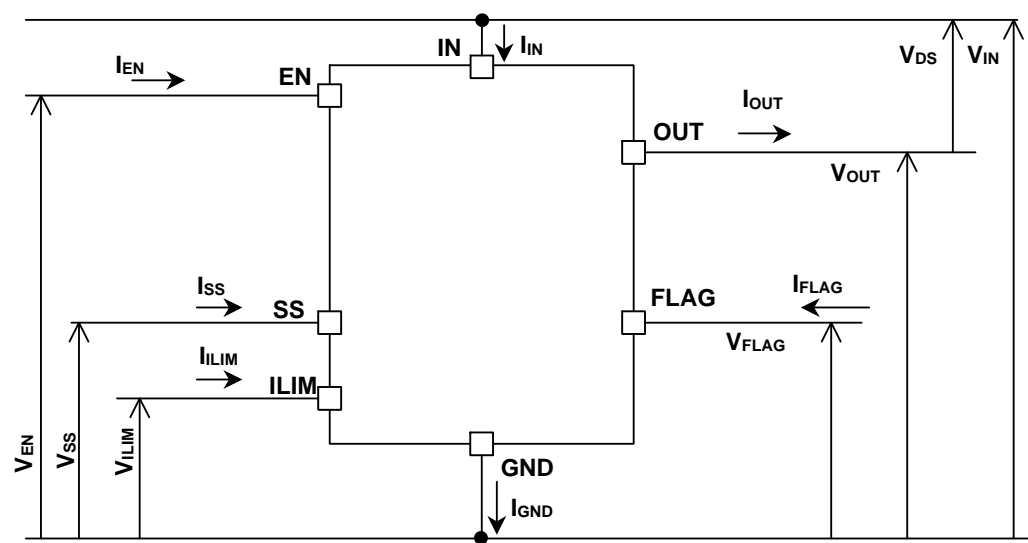 IN
IIN
VDS
VIN
IEN
EN
IOUT
OUT
VOUT
ISS
SS
FLAG
IFLAG
VFLAG
IILIM
ILIM
VEN
VSS
VILIM
GND
IGND